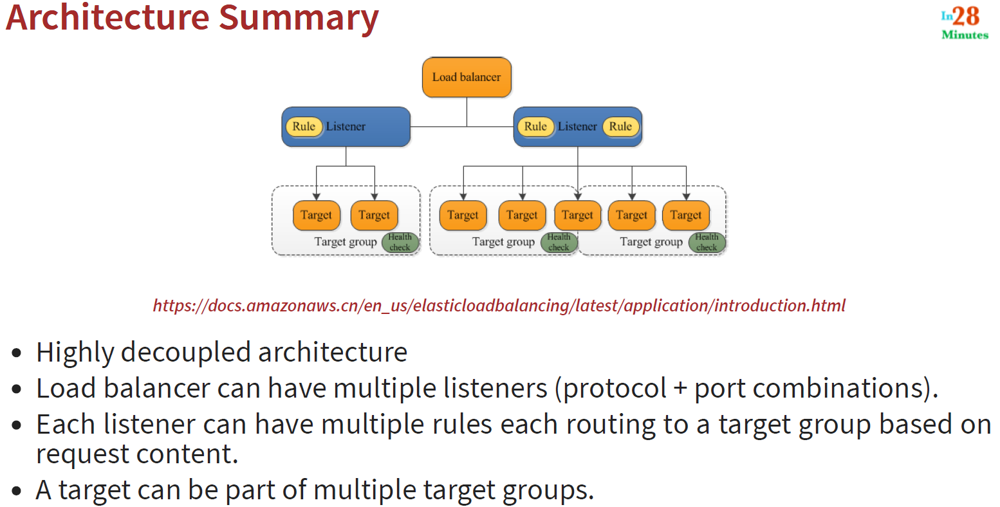 Architecture Summary
In28
Minutes
Load balancer
Rule Listener
Rule Listener Rule
Target Target
Target Target Target Target Target
Target group Health check
Target group Health check
Target group Health check
https://docs.amazonaws.cn/en_us/elasticloadbalancing/latest/application/introduction.html
• Highly decoupled architecture
• Load balancer can have multiple listeners (protocol + port combinations).
• Each listener can have multiple rules each routing to a target group based on
request content.
• A target can be part of multiple target groups.